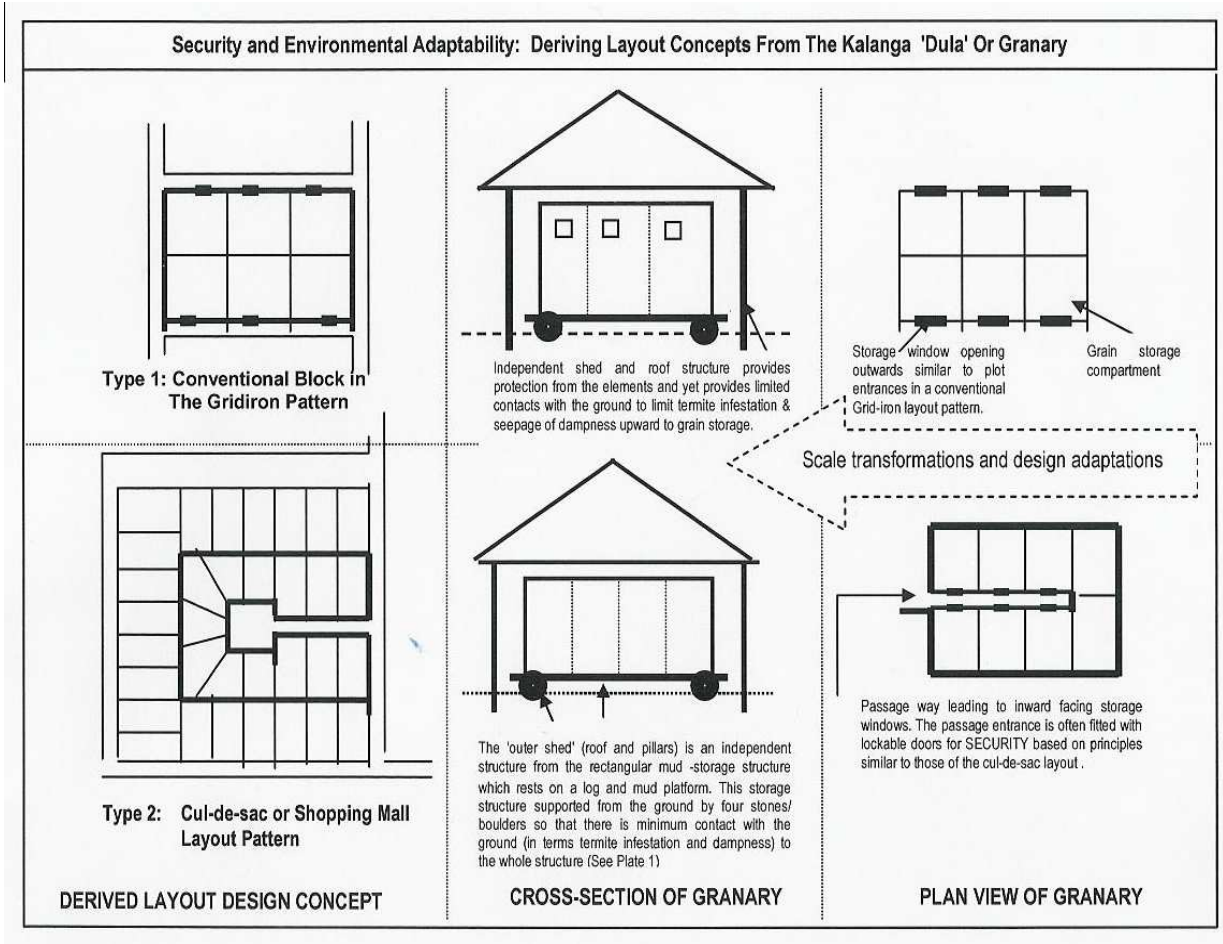 Security and Environmental Adaptability: Deriving Layout Concepts From The Kalanga 'Dula' Or Granary
Type 1: Conventional Block in
The Gridiron Pattern
Independent shed and roof structure provides
protection from the elements and yet provides limited
contacts with the ground to limit termite infestation &
seepage of dampness upward to grain storage.
Storage window opening
outwards similar to plot
entrances in a conventional
Grid-iron layout pattern.
Grain storage
compartment
Scale transformations and design adaptations
Type 2: Cul-de-sac or Shopping Mall
Layout Pattern
The 'outer shed' (roof and pillars) is an independent
structure from the rectangular mud -storage structure
which rests on a log and mud platform. This storage
structure supported from the ground by four stones/
boulders so that there is minimum contact with the
ground (in terms termite infestation and dampness) to
the whole structure (See Plate 1)
Passage way leading to inward facing storage
windows. The passage entrance is often fitted with
lockable doors for SECURITY based on principles
similar to those of the cul-de-sac layout .
DERIVED LAYOUT DESIGN CONCEPT
CROSS-SECTION OF GRANARY
PLAN VIEW OF GRANARY